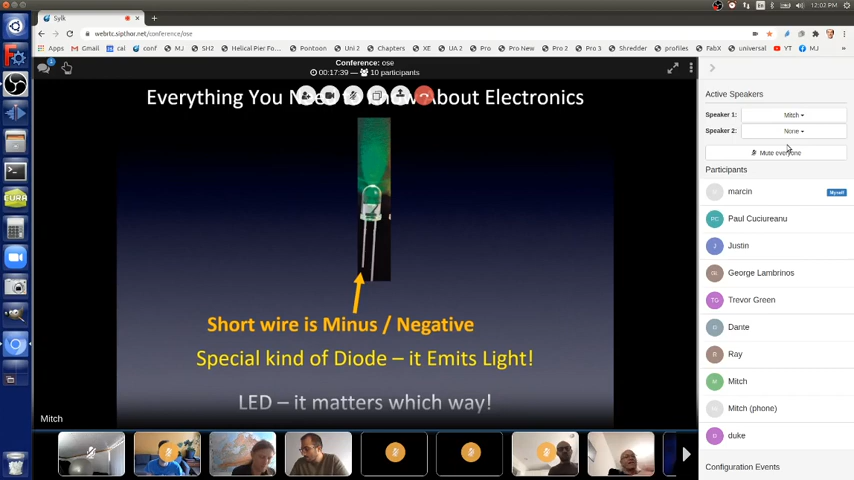 12:02 PM
Sylk
webrtc.sipthor.net/conference/ose
Apps
Gmail
cal
conf
MJ
SH2
Helical Pier Fo...
Pontoon
Uni 2
Chapters
XE
UA 2
Pro
Pro New
Pro 2
Pro 3
Shredder
profiles
FabX
universal
YT
MJ
Conference: ose
00:17:39 - 10 participants
Everything You N
About Electronics
Short wire is Minus / Negative
Special kind of Diode – it Emits Light!
LED – it matters which way!
Mitch
Active Speakers
Speaker 1:
Mitch
Speaker 2:
None
Mute everyone
Participants
marcin
Myself
PC
Paul Cuciureanu
J
Justin
GL
George Lambrinos
TG
Trevor Green
D
Dante
R
Ray
M
Mitch
Mitch (phone)
duke
Configuration Events
CURA